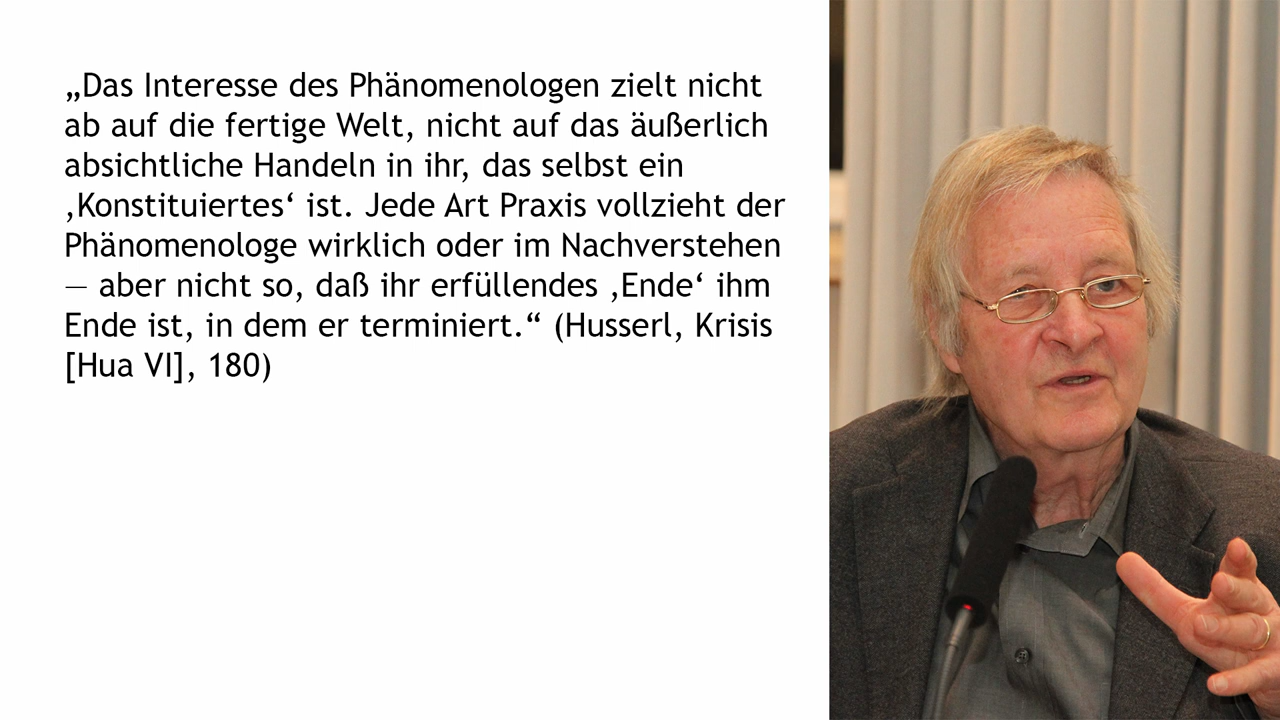 „Das Interesse des Phänomenologen zielt nicht
ab auf die fertige Welt, nicht auf das äußerlich
absichtliche Handeln in ihr, das selbst ein
‚Konstituiertes‘ ist. Jede Art Praxis vollzieht der
Phänomenologe wirklich oder im Nachverstehen
— aber nicht so, daß ihr erfüllendes ‚Ende‘ ihm
Ende ist, in dem er terminiert.“ (Husserl, Krisis
[Hua VI], 180)